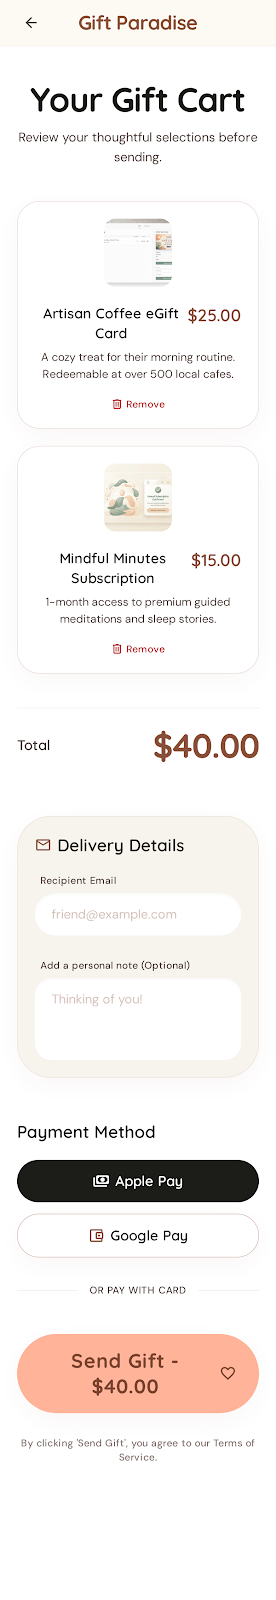 Gift Paradise
Your Gift Cart
Review your thoughtful selections before
sending.
Artisan Coffee eGift
Card
$25.00
A cozy treat for their morning routine.
Redeemable at over 500 local cafes.
Remove
Mindful Minutes
Subscription
$15.00
1-month access to premium guided
meditations and sleep stories.
Remove
Total
$40.00
Delivery Details
Recipient Email
friend@example.com
Add a personal note (Optional)
Thinking of you!
Payment Method
Apple Pay
Google Pay
OR PAY WITH CARD
Send Gift -
$40.00
By clicking 'Send Gift', you agree to our Terms of
Service.